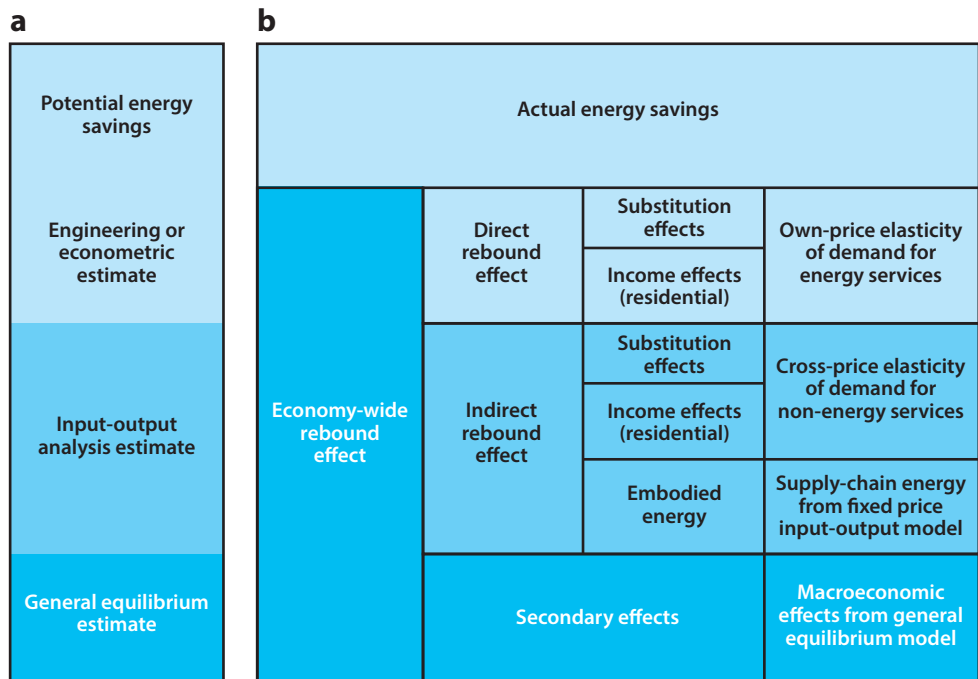 a
Potential energy
savings
Engineering or
econometric
estimate
Input-output
analysis estimate
General equilibrium
estimate
b
Actual energy savings
Economy-wide
rebound
effect
Direct
rebound
effect
Substitution
effects
Income effects
(residential)
Own-price elasticity
of demand for
energy services
Indirect
rebound
effect
Substitution
effects
Income effects
(residential)
Cross-price elasticity
of demand for
non-energy services
Embodied
energy
Supply-chain energy
from fixed price
input-output model
Secondary effects
Macroeconomic
effects from general
equilibrium model